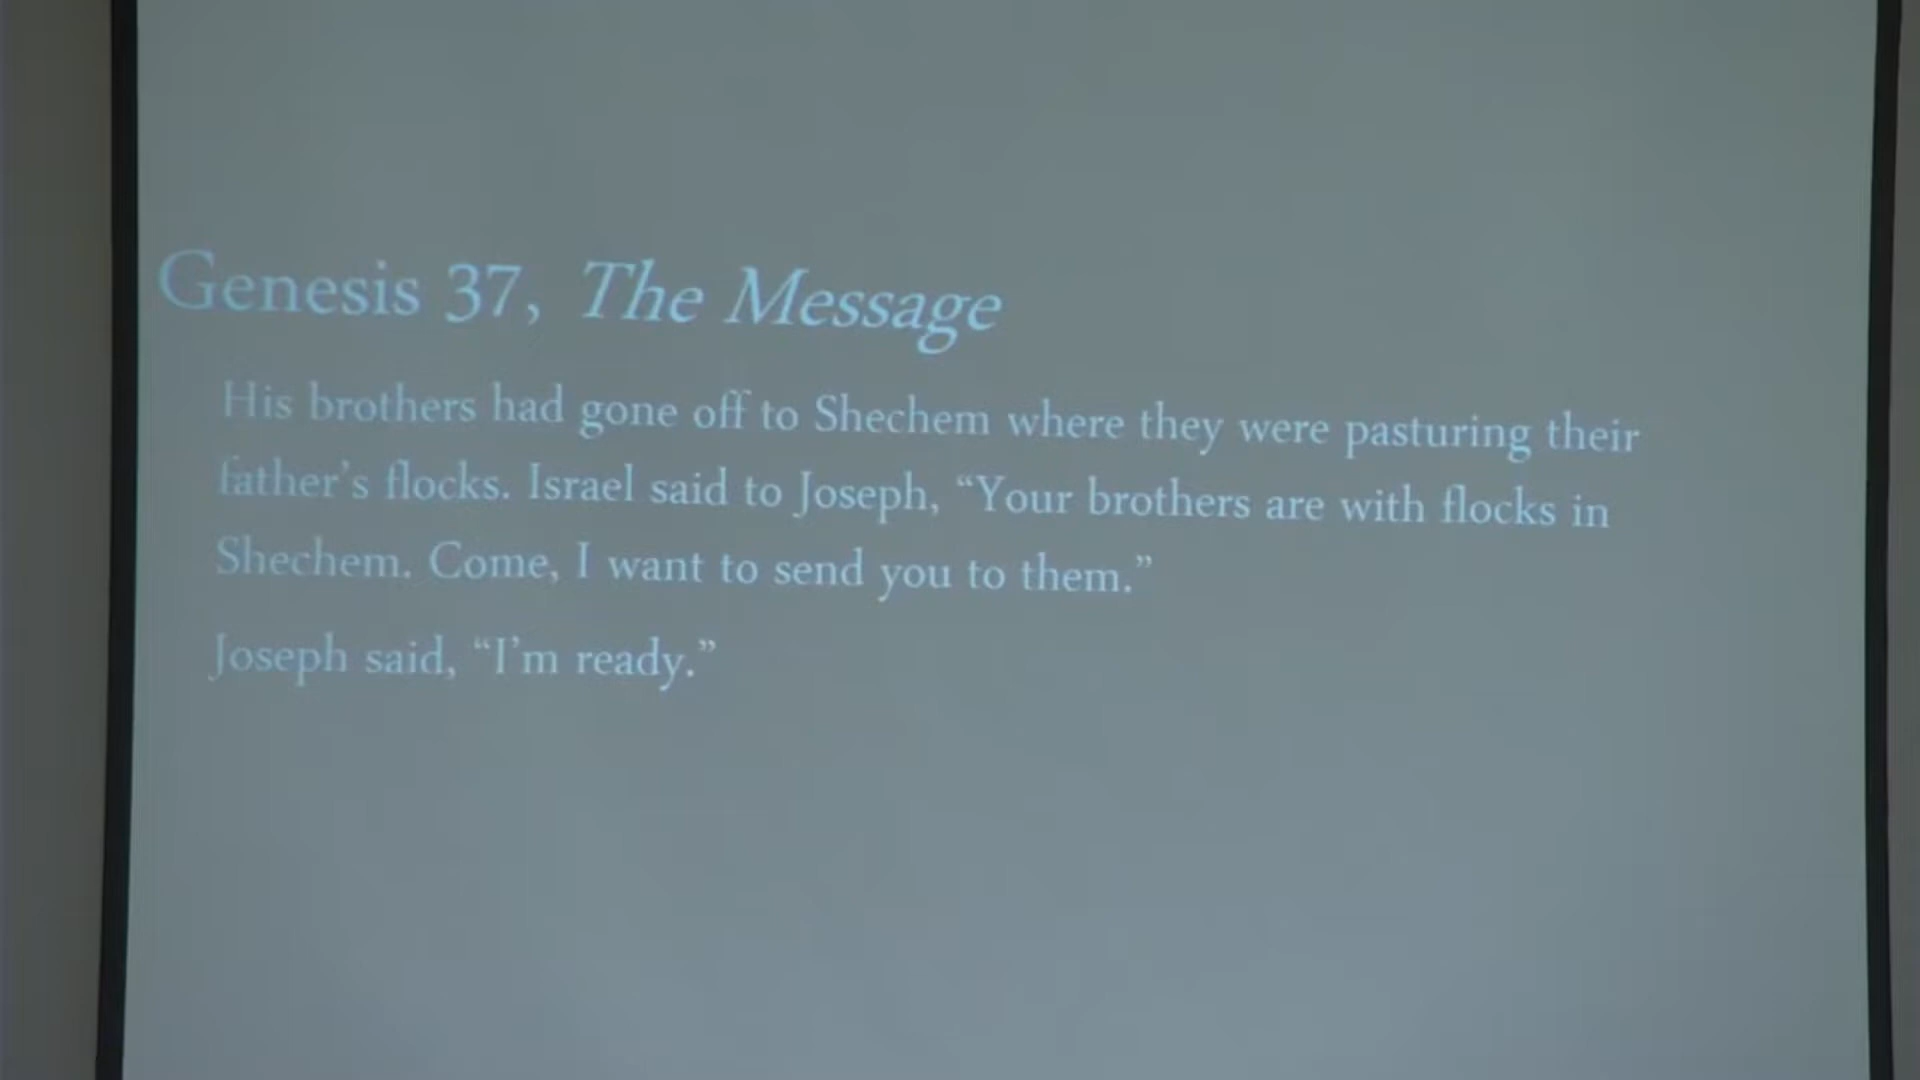 Genesis 37, The Message
His brothers had gone off to Shechem where they were pasturing their
father’s flocks. Israel said to Joseph, “Your brothers are with flocks in
Shechem. Come, I want to send you to them.”
Joseph said, “I’m ready.”